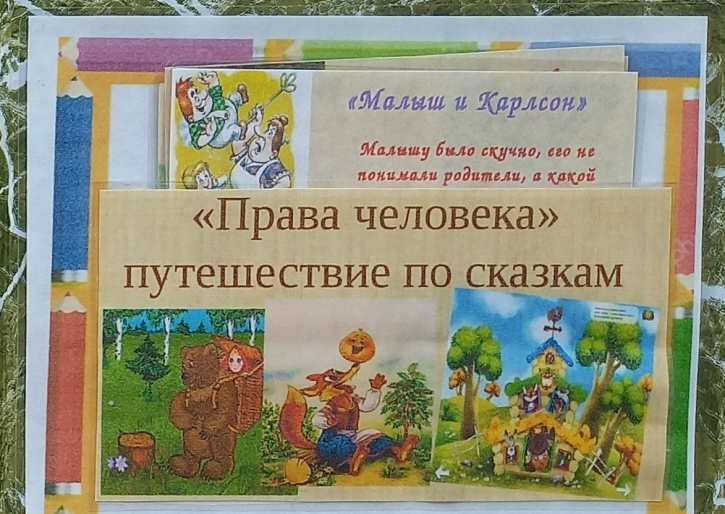 «Малыш и Карлсон»
Малышу было скучно, его не
понимали родители, а какой
«Права человека»
путешествие по сказкам